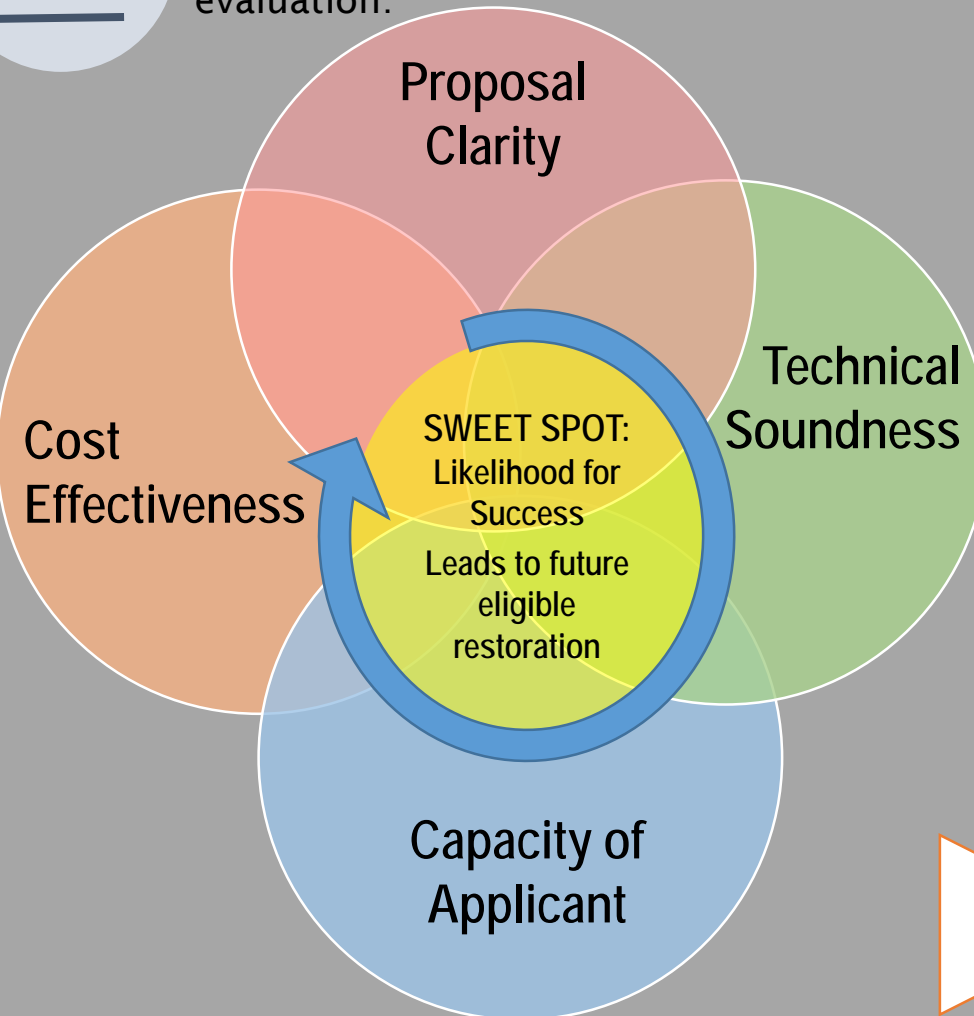 evaluation.
Proposal
Clarity
Technical
Soundness
Cost
Effectiveness
SWEET SPOT:
Likelihood for
Success
Leads to future
eligible
restoration
Capacity of
Applicant